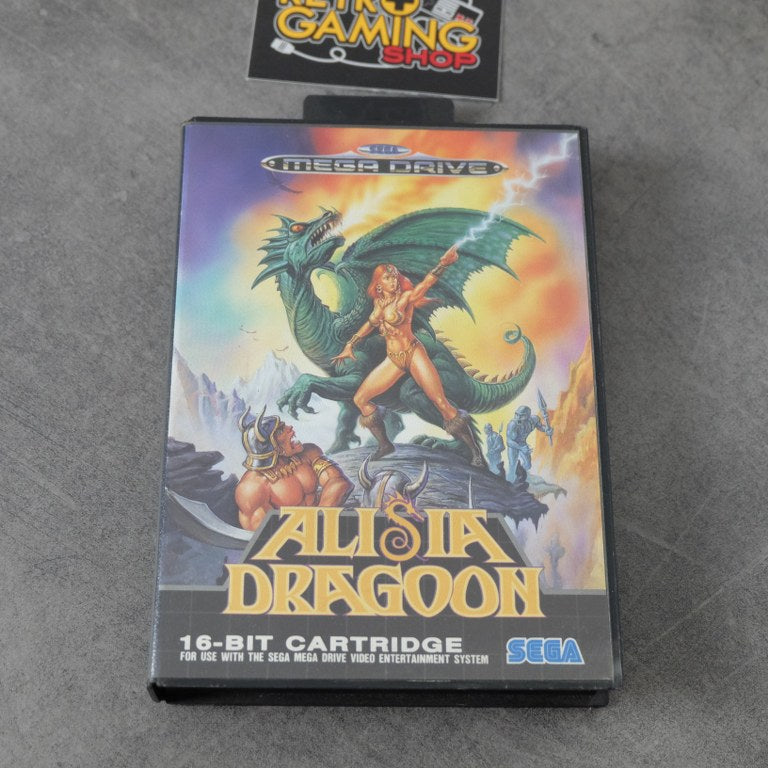 RETRO
GAMING
SHOP
SEGA
MEGA DRIVE
ALISIA
DRAGOON
16-BIT CARTRIDGE
FOR USE WITH THE SEGA MEGA DRIVE VIDEO ENTERTAINMENT SYSTEM
SEGA